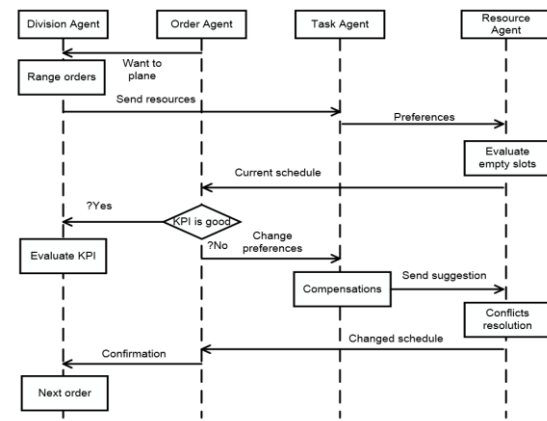 Division Agent
Order Agent
Task Agent
Resource
Agent
Want to
plane
Range orders
Send resources
Preferences
Evaluate
empty slots
Current schedule
?Yes
KPI is good
?No
Change
preferences
Evaluate KPI
Send suggestion
Compensations
Conflicts
resolution
Changed schedule
Confirmation
Next order